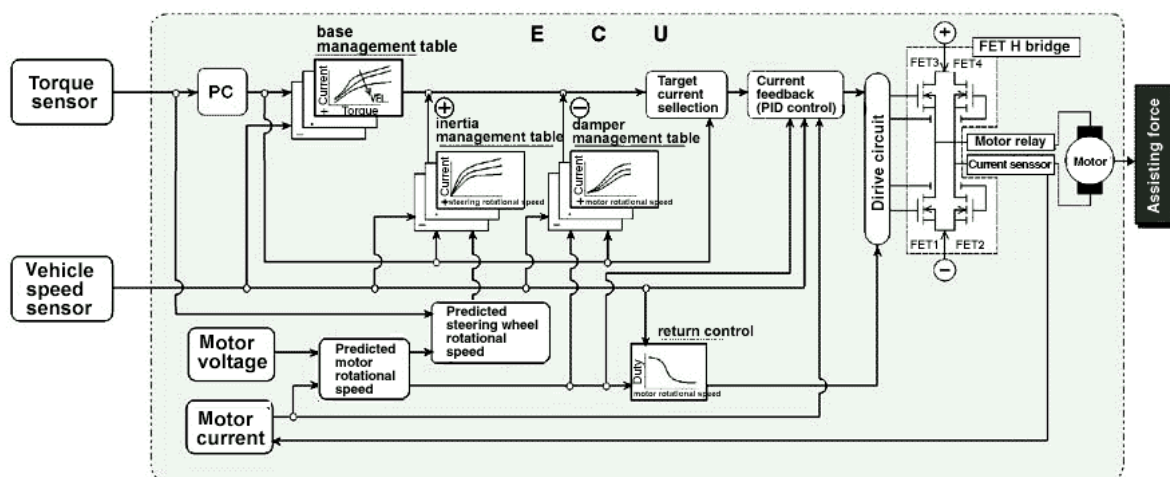 E C U
base
management table
FET H bridge
FET3
FET4
Torque
sensor
PC
+ Current
VEL.
Torque
Target
current
sellection
Current
feedback
(PID control)
Dirive circuit
inertia
management table
damper
management table
Current
+steering rotational speed
Current
+ motor rotational speed
Motor relay
Current senssor
Motor
Assisting force
FET1
FET2
Vehicle
speed
sensor
Predicted
steering wheel
rotational
speed
return control
Motor
voltage
Predicted
motor
rotational
speed
Duty
motor rotational speed
Motor
current